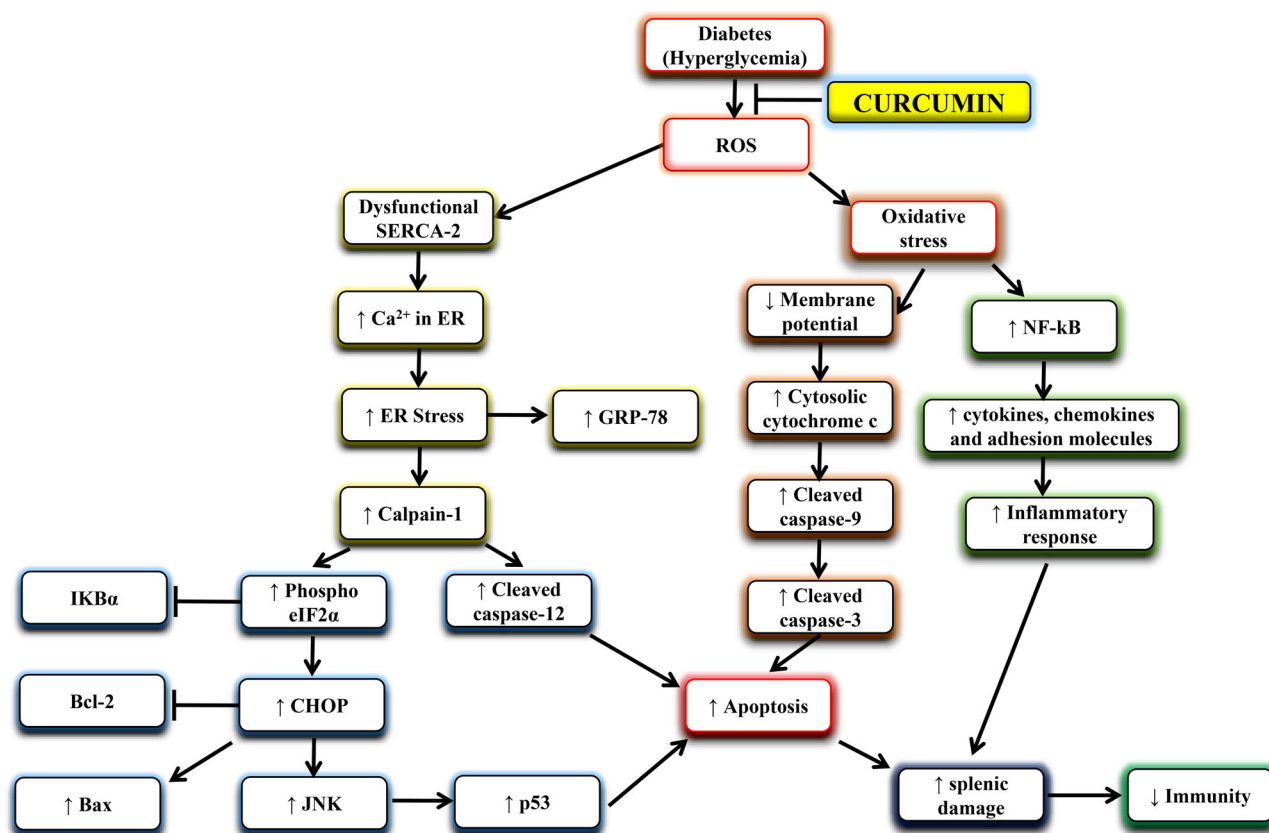 Diabetes
(Hyperglycemia)
CURCUMIN
ROS
Dysfunctional
SERCA-2
Oxidative
stress
↑ Ca²⁺ in ER
↓ Membrane
potential
↑ NF-kB
↑ ER Stress
↑ GRP-78
↑ Cytosolic
cytochrome c
↑ cytokines, chemokines
and adhesion molecules
↑ Calpain-1
↑ Cleaved
caspase-9
↑ Inflammatory
response
IKBα
↑ Phospho
eIF2α
↑ Cleaved
caspase-12
↑ Cleaved
caspase-3
Bcl-2
↑ CHOP
↑ Apoptosis
↑ Bax
↑ JNK
↑ p53
↑ splenic
damage
↓ Immunity